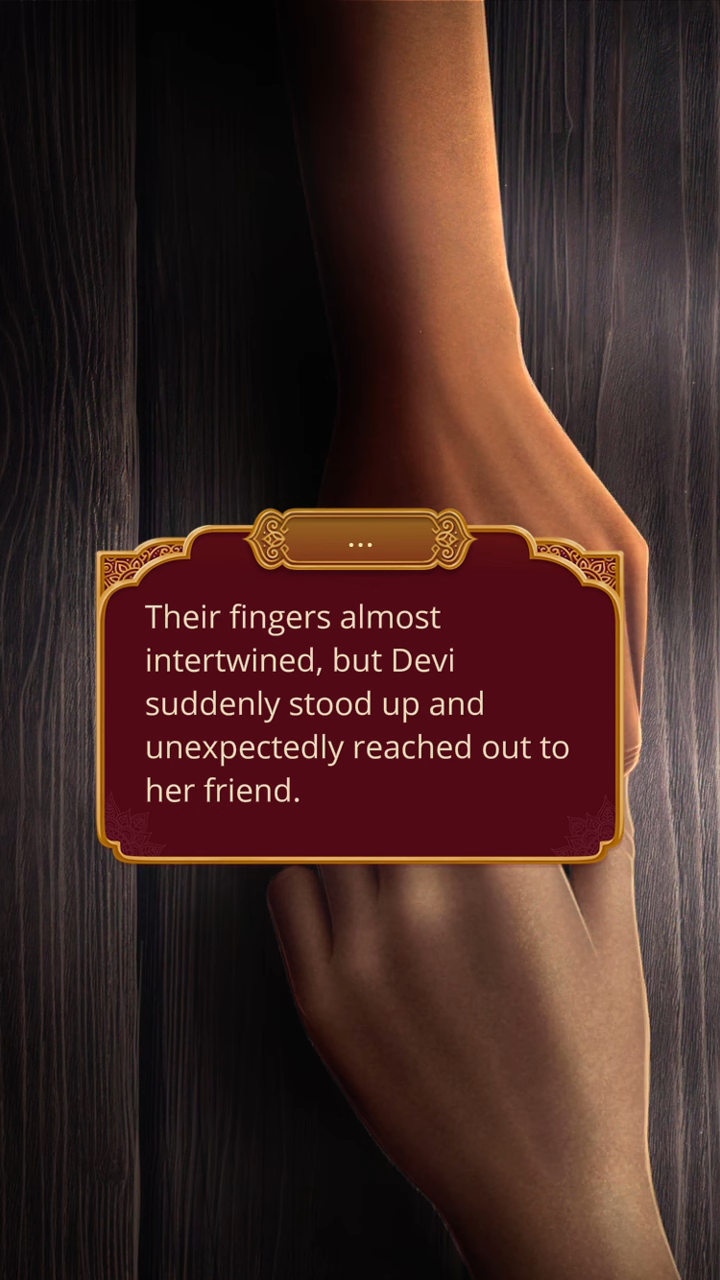 ...
Their fingers almost
intertwined, but Devi
suddenly stood up and
unexpectedly reached out to
her friend.